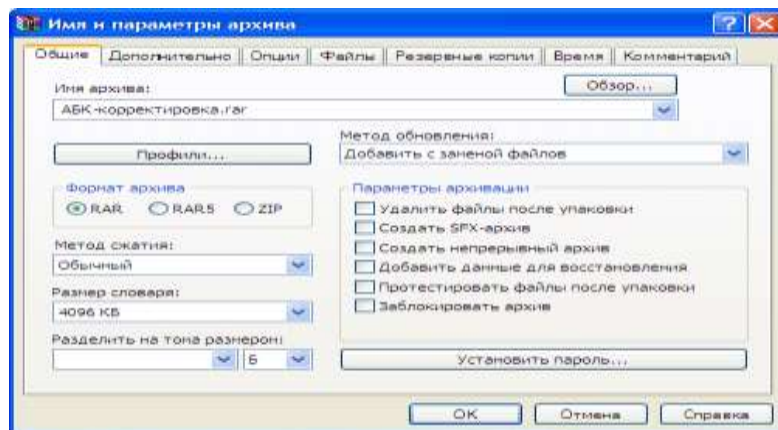 Имя и параметры архива
Общие Дополнительно Опции Файлы Резервные копии Время Комментарий
Имя архива:
Обзор...
АБК-корректировка.rar
Профили...
Метод обновления:
Добавить с заменой файлов
Формат архива
RAR RAR5 ZIP
Метод сжатия:
Обычный
Размер словаря:
4096 КБ
Разделить на тома размером:
Б
Параметры архивации
Удалить файлы после упаковки
Создать SFX-архив
Создать непрерывный архив
Добавить данные для восстановления
Протестировать файлы после упаковки
Заблокировать архив
Установить пароль...
OK Отмена Справка